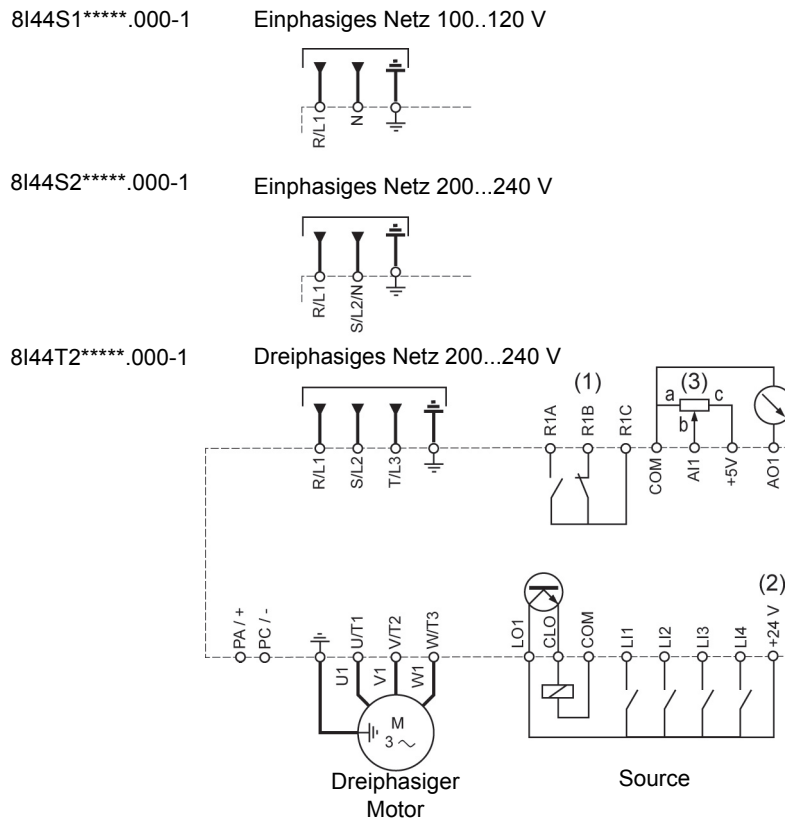 8I44S1*****.000-1 Einphasiges Netz 100..120 V
R/L1 N
8I44S2*****.000-1 Einphasiges Netz 200...240 V
R/L1 S/L2/N
8I44T2*****.000-1 Dreiphasiges Netz 200...240 V
(1) (3)
a c
b
R/L1 S/L2 T/L3 R1A R1B R1C COM AI1 +5V AO1
(2)
PA / + PC / - U/T1 V/T2 W/T3 LO1 CLO COM LI1 LI2 LI3 LI4 +24 V
U1 V1 W1
M
3 ~
Dreiphasiger
Motor
Source